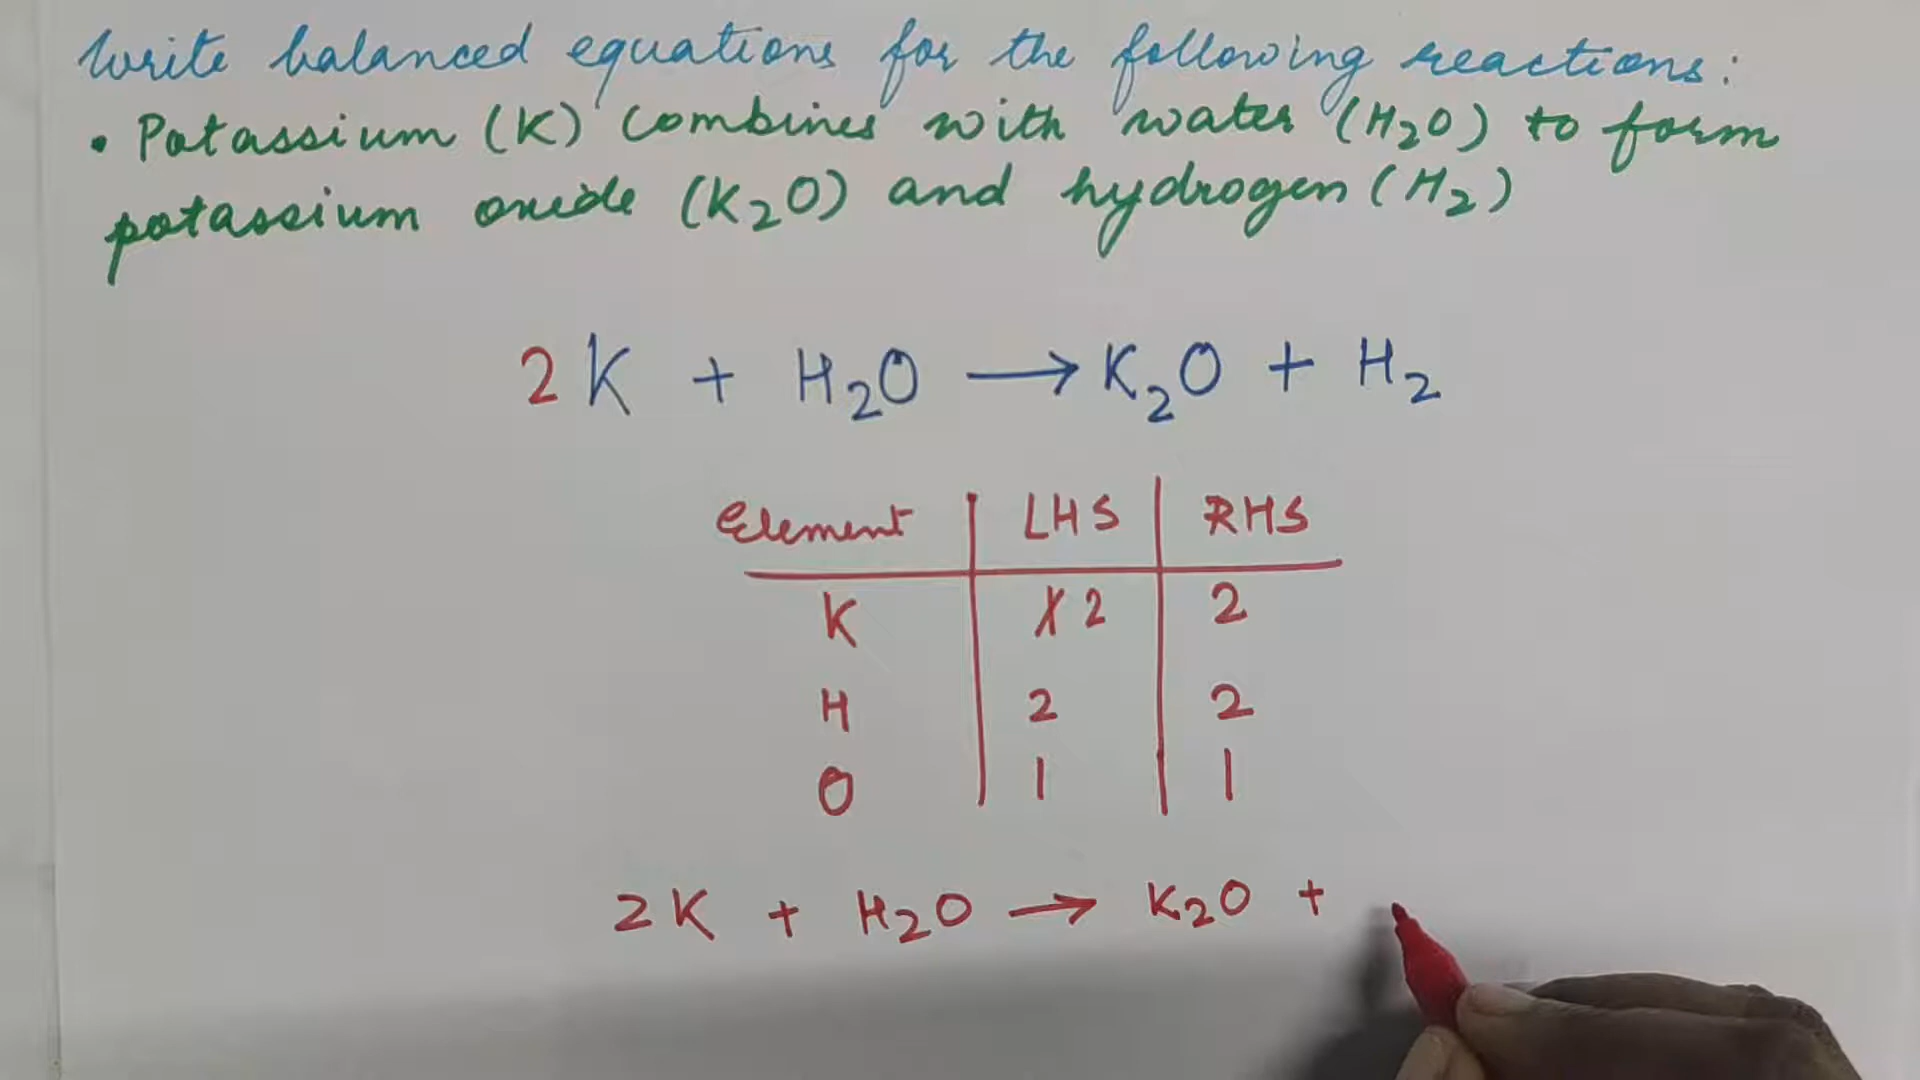 Write balanced equations for the following reactions:
• Potassium (K) combines with water (H₂O) to form
potassium oxide (K₂O) and hydrogen (H₂)
2K + H₂O → K₂O + H₂
Element | LHS | RHS
K | 1 2 | 2
H | 2 | 2
O | 1 | 1
2K + H₂O → K₂O +